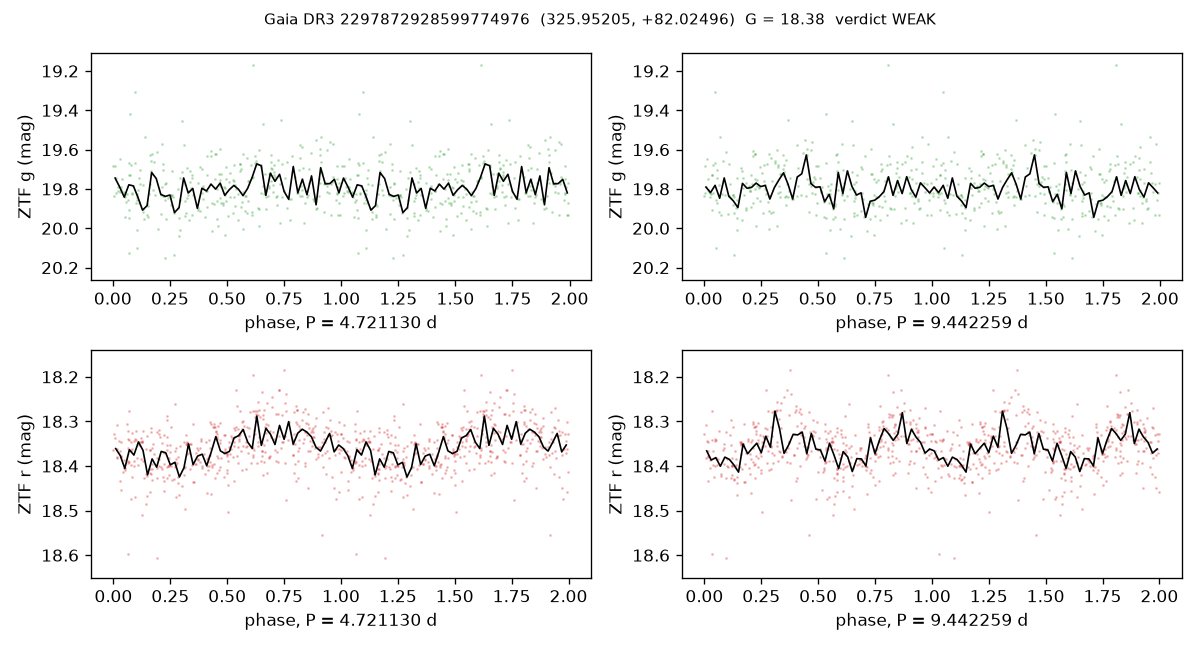 Gaia DR3 2297872928599774976 (325.95205, +82.02496) G = 18.38 verdict WEAK
ZTF g (mag)
19.2
19.4
19.6
19.8
20.0
20.2
0.00 0.25 0.50 0.75 1.00 1.25 1.50 1.75 2.00
phase, P = 4.721130 d
ZTF g (mag)
19.2
19.4
19.6
19.8
20.0
20.2
0.00 0.25 0.50 0.75 1.00 1.25 1.50 1.75 2.00
phase, P = 9.442259 d
ZTF r (mag)
18.2
18.3
18.4
18.5
18.6
0.00 0.25 0.50 0.75 1.00 1.25 1.50 1.75 2.00
phase, P = 4.721130 d
ZTF r (mag)
18.2
18.3
18.4
18.5
18.6
0.00 0.25 0.50 0.75 1.00 1.25 1.50 1.75 2.00
phase, P = 9.442259 d